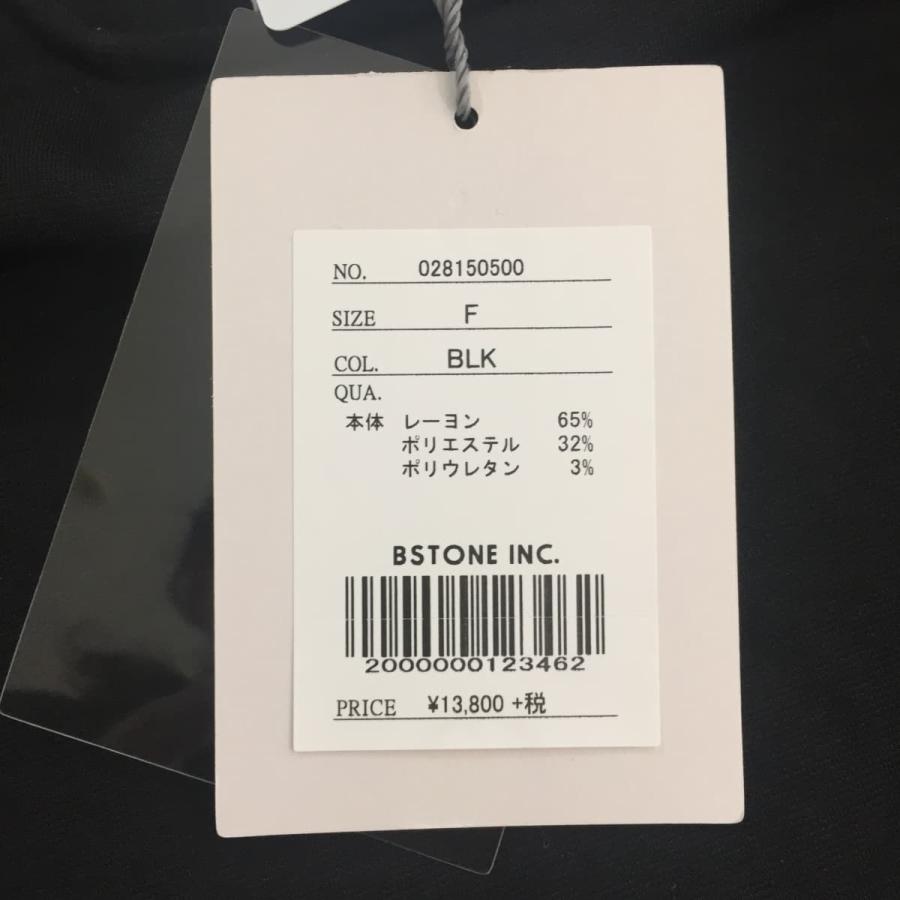 NO. 028150500
SIZE F
COL. BLK
QUA.
本体 レーヨン 65%
ポリエステル 32%
ポリウレタン 3%
BSTONE INC.
2000000123462
PRICE ¥13,800 +税